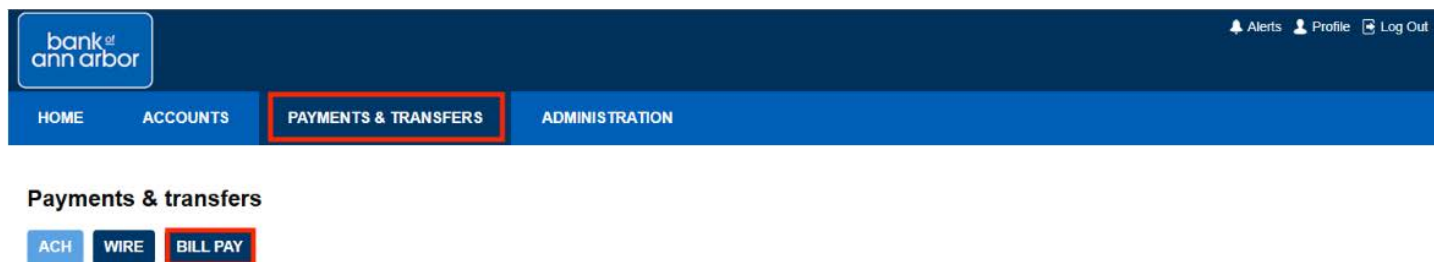 bank of
ann arbor
Alerts Profile Log Out
HOME ACCOUNTS PAYMENTS & TRANSFERS ADMINISTRATION
Payments & transfers
ACH WIRE BILL PAY